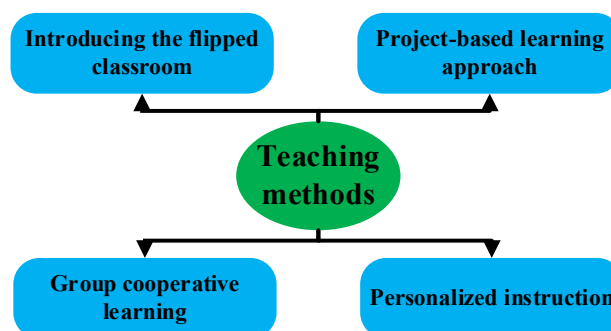 Introducing the flipped
classroom
Project-based learning
approach
Teaching
methods
Group cooperative
learning
Personalized instruction